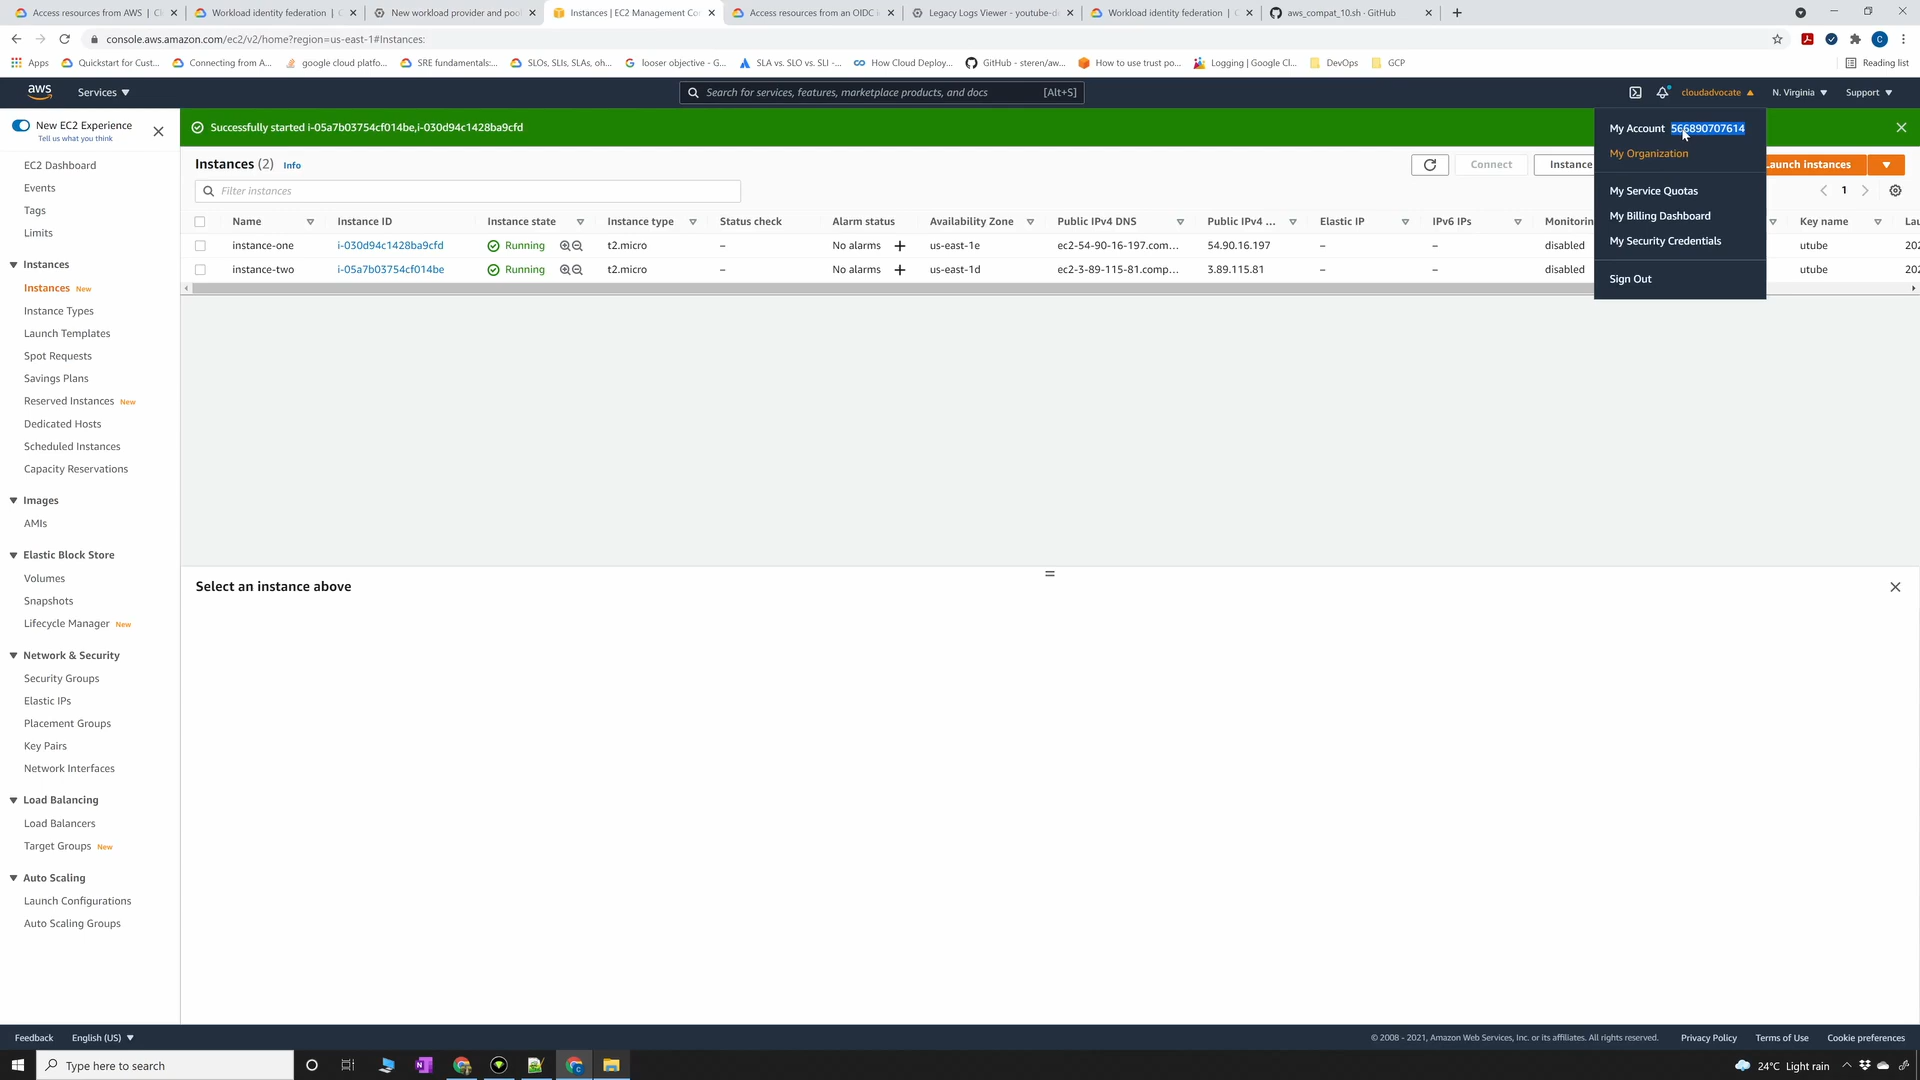 Access resources from AWS | Cl
Workload identity federation | C
New workload provider and poo
Instances | EC2 Management Co
Access resources from an OIDC i
Legacy Logs Viewer - youtube-d
Workload identity federation | C
aws_compat_10.sh · GitHub
console.aws.amazon.com/ec2/v2/home?region=us-east-1#Instances:
C
Apps
Quickstart for Cust...
Connecting from A...
google cloud platfo...
SRE fundamentals:...
SLOs, SLIs, SLAs, oh...
looser objective - G...
SLA vs. SLO vs. SLI -...
How Cloud Deploy...
GitHub - steren/aw...
How to use trust po...
Logging | Google Cl...
DevOps
GCP
Reading list
aws
Services
Search for services, features, marketplace products, and docs
[Alt+S]
cloudadvocate
N. Virginia
Support
New EC2 Experience
Tell us what you think
EC2 Dashboard
Events
Tags
Limits
Instances
Instances New
Instance Types
Launch Templates
Spot Requests
Savings Plans
Reserved Instances New
Dedicated Hosts
Scheduled Instances
Capacity Reservations
Images
AMIs
Elastic Block Store
Volumes
Snapshots
Lifecycle Manager New
Network & Security
Security Groups
Elastic IPs
Placement Groups
Key Pairs
Network Interfaces
Load Balancing
Load Balancers
Target Groups New
Auto Scaling
Launch Configurations
Auto Scaling Groups
Successfully started i-05a7b03754cf014be,i-030d94c1428ba9cfd
Instances (2) Info
Connect
Instance
Launch instances
Filter instances
1
Name Instance ID Instance state Instance type Status check Alarm status Availability Zone Public IPv4 DNS Public IPv4 ... Elastic IP IPv6 IPs Monitorin Key name Lau
instance-one i-030d94c1428ba9cfd Running t2.micro – No alarms + us-east-1e ec2-54-90-16-197.com... 54.90.16.197 – – disabled utube 202
instance-two i-05a7b03754cf014be Running t2.micro – No alarms + us-east-1d ec2-3-89-115-81.comp... 3.89.115.81 – – disabled utube 202
My Account 566890707614
My Organization
My Service Quotas
My Billing Dashboard
My Security Credentials
Sign Out
Select an instance above
Feedback
English (US)
© 2008 - 2021, Amazon Web Services, Inc. or its affiliates. All rights reserved.
Privacy Policy
Terms of Use
Cookie preferences
Type here to search
24°C Light rain